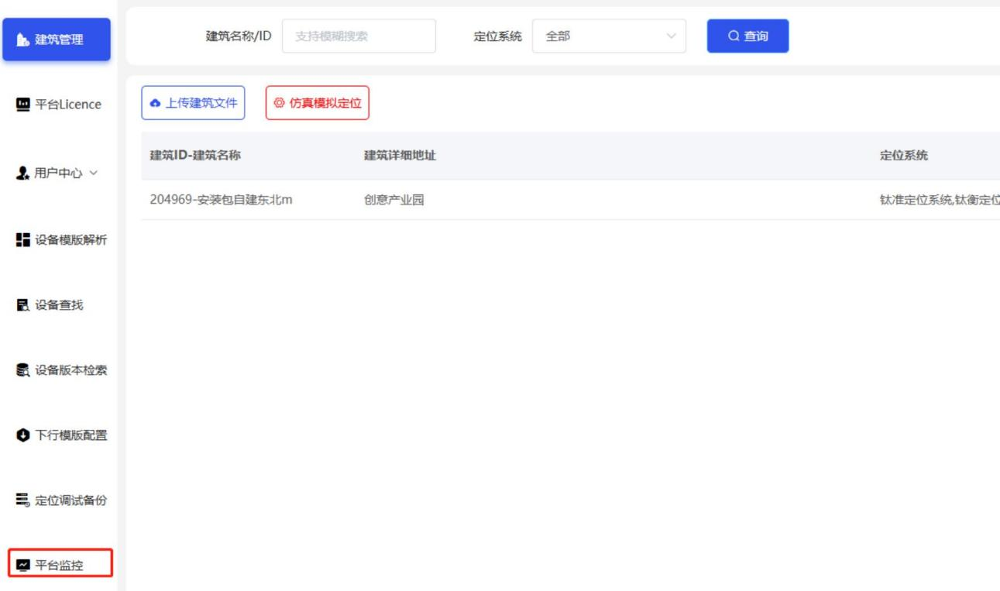 建筑管理
平台Licence
用户中心
设备模版解析
设备查找
设备版本检索
下行模版配置
定位调试备份
平台监控
建筑名称/ID 支持模糊搜索 定位系统 全部 查询
上传建筑文件 仿真模拟定位
建筑ID-建筑名称 建筑详细地址 定位系统
204969-安装包自建东北m 创意产业园 钛准定位系统,钛衡定位